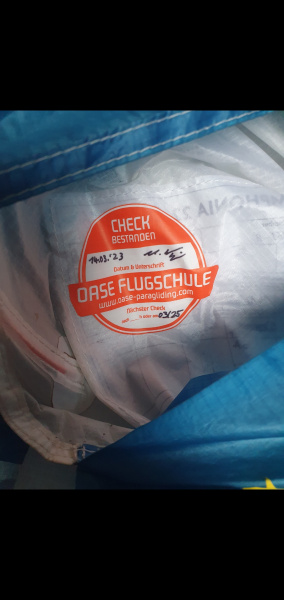 CHECK
BESTANDEN
14.03.'23
Datum & Unterschrift
OASE FLUGSCHULE
www.oase-paragliding.com
Nächster Check
03/25